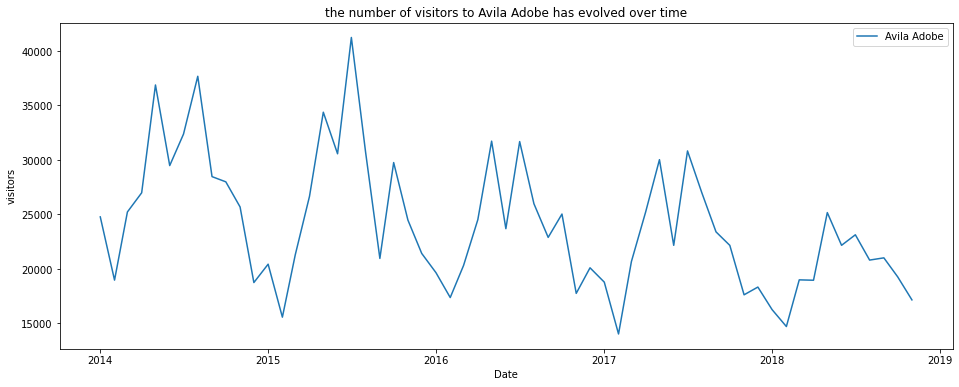 the number of visitors to Avila Adobe has evolved over time
Avila Adobe
40000
35000
30000
25000
20000
15000
visitors
2014 2015 2016 2017 2018 2019
Date